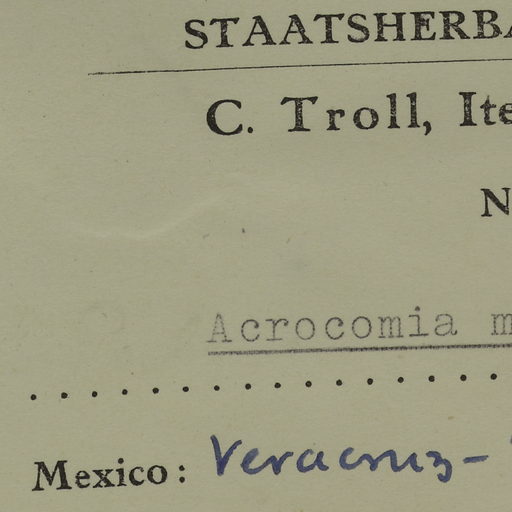 STAATSHERBA
C. Troll, Ite
N
Acrocomia m
Mexico: Veracruz-